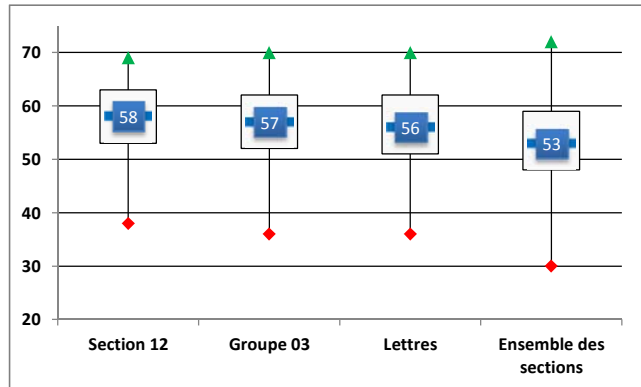 70
60
50
40
30
20
58
57
56
53
Section 12
Groupe 03
Lettres
Ensemble des
sections